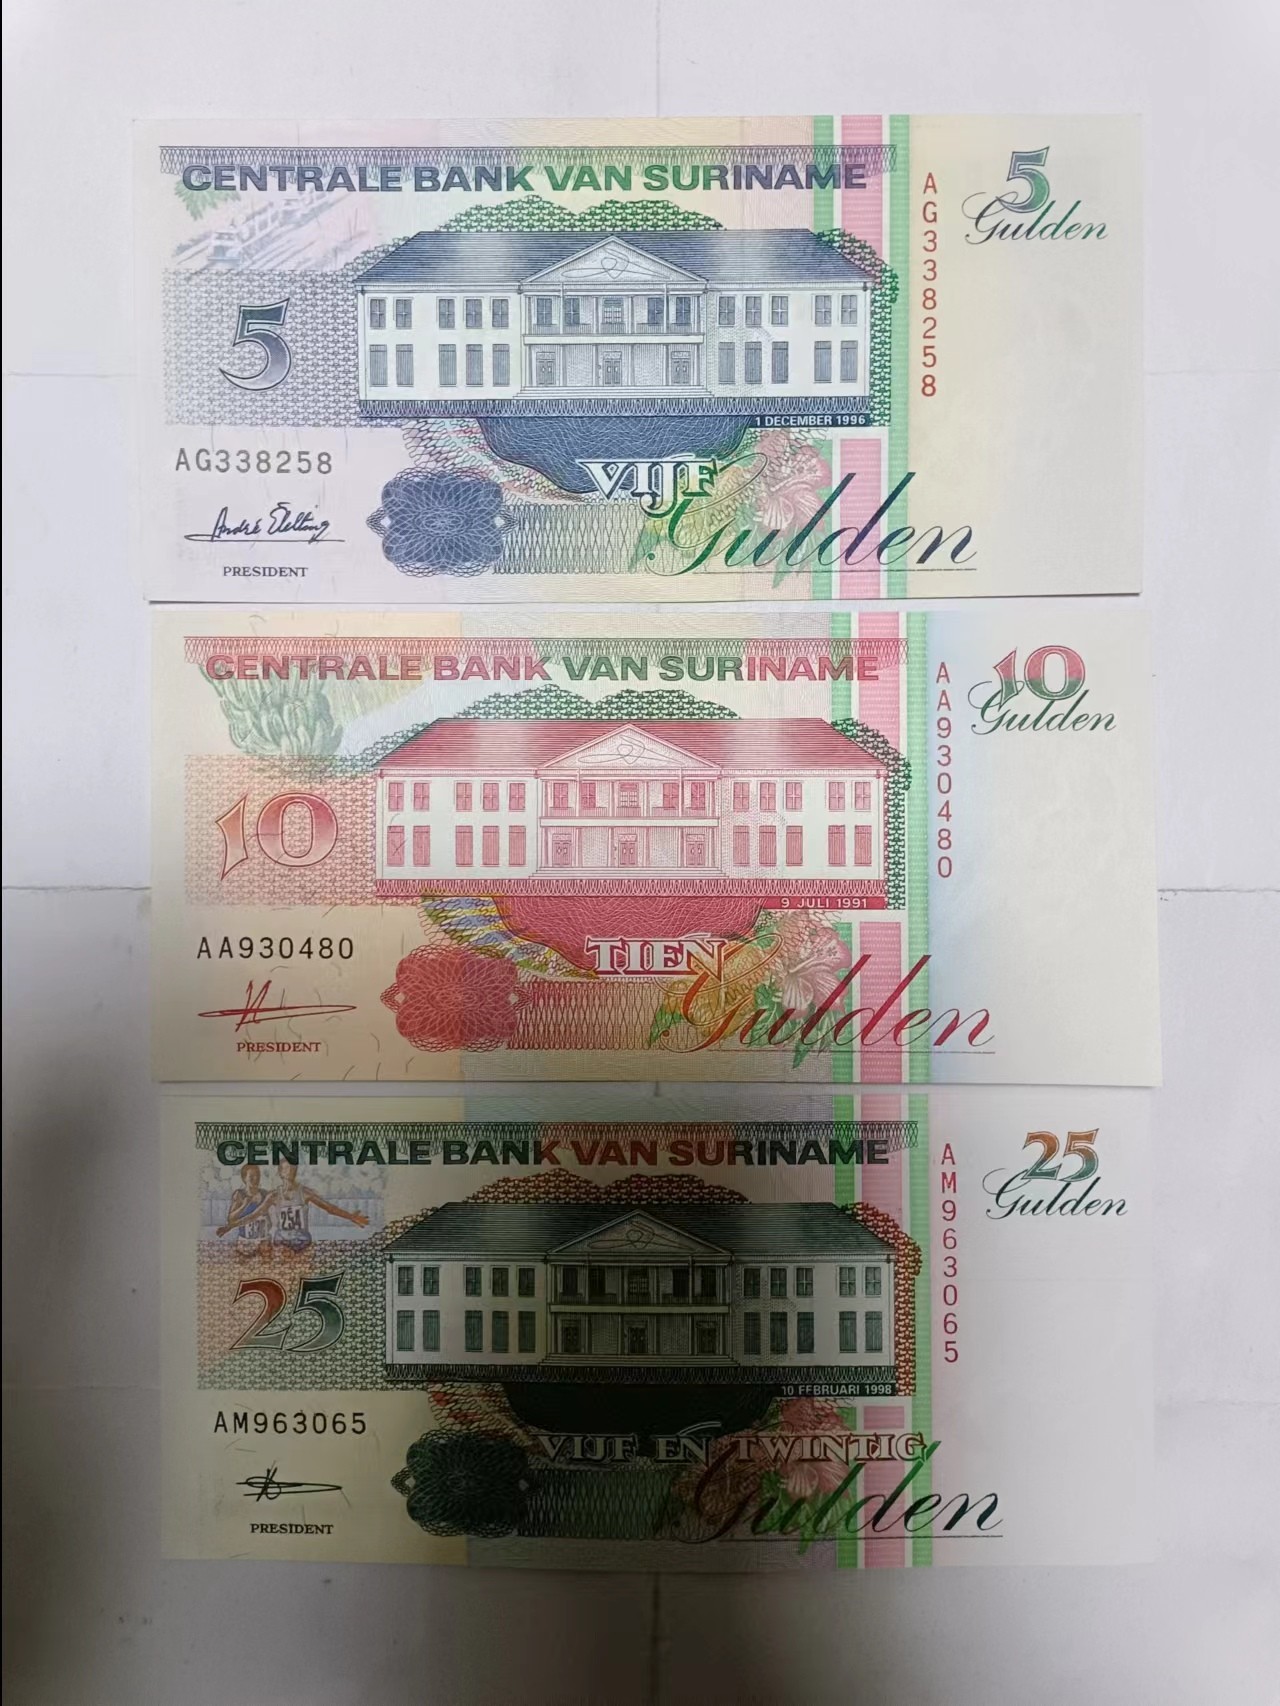 CENTRALE BANK VAN SURINAME
5
Gulden
AG338258
5
1 DECEMBER 1996
AG338258
VIJF
Gulden
PRESIDENT
CENTRALE BANK VAN SURINAME
10
Gulden
AA930480
10
9 JULI 1991
AA930480
TIEN
Gulden
PRESIDENT
CENTRALE BANK VAN SURINAME
25
Gulden
AM963065
254
25
10 FEBRUARI 1998
AM963065
VIJF EN TWINTIG
Gulden
PRESIDENT